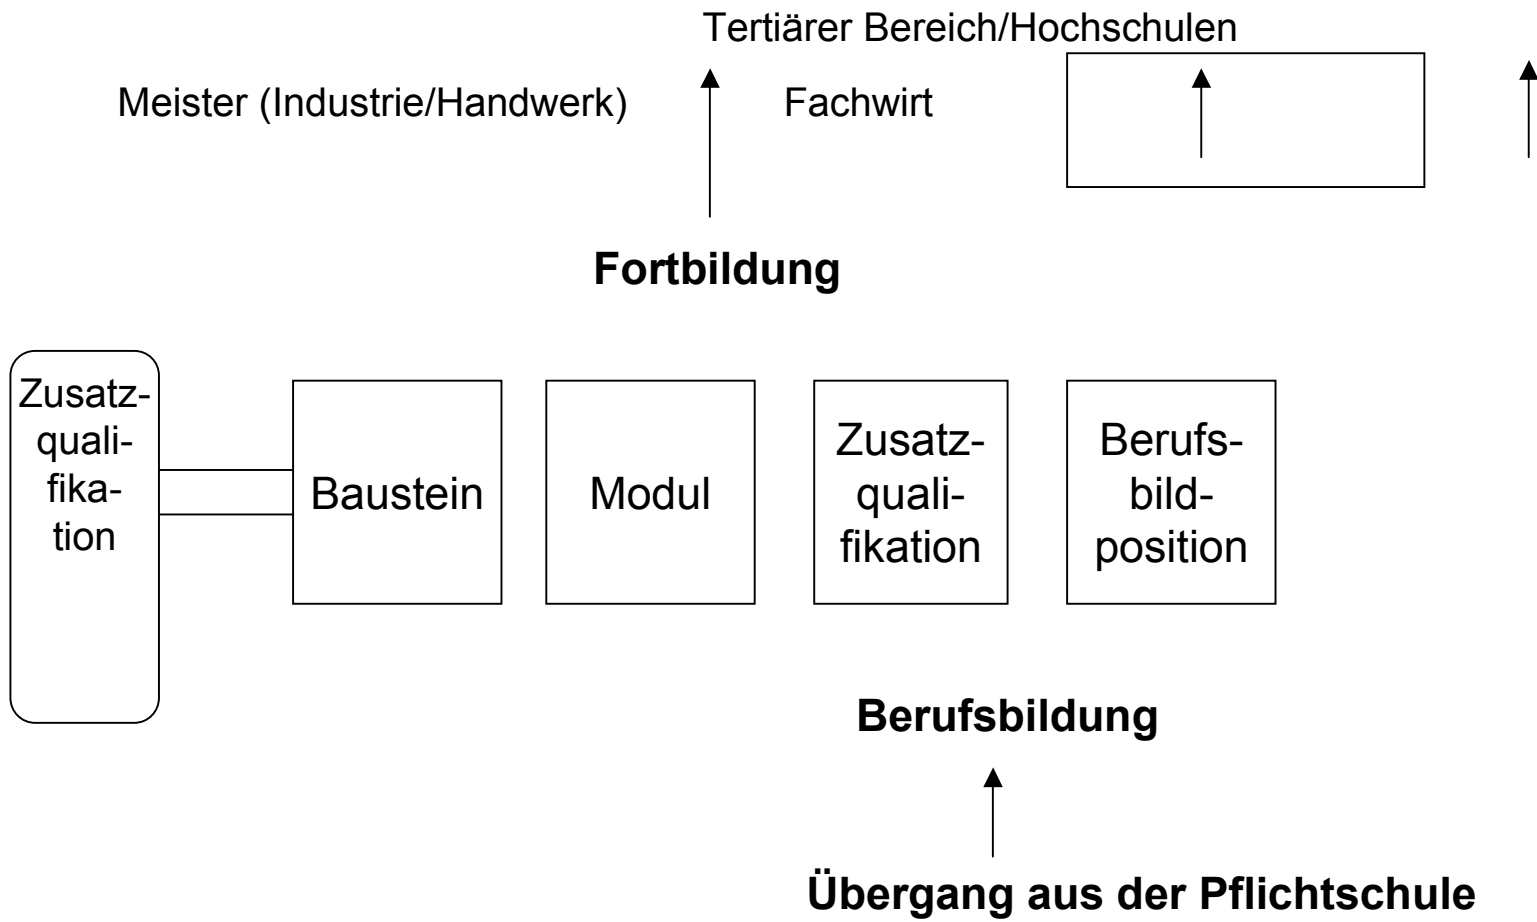 Tertiärer Bereich/Hochschulen
Meister (Industrie/Handwerk)
Fachwirt
Fortbildung
Zusatz-
quali-
fika-
tion
Baustein
Modul
Zusatz-
quali-
fikation
Berufs-
bild-
position
Berufsbildung
Übergang aus der Pflichtschule